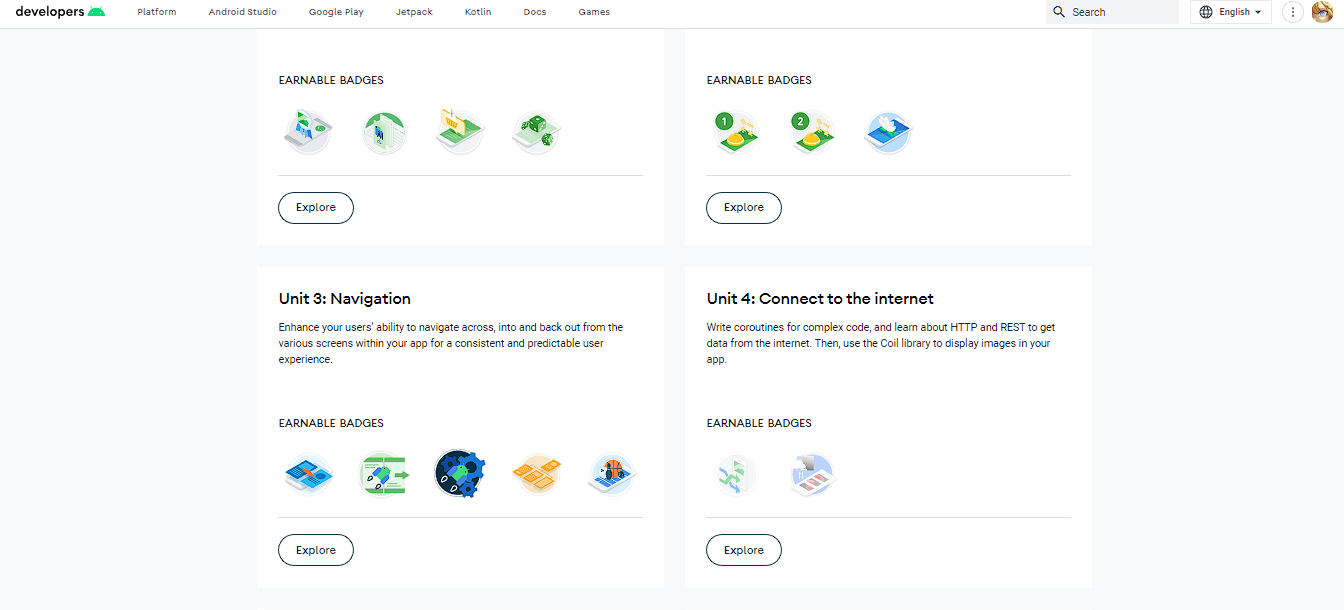 developers
Platform
Android Studio
Google Play
Jetpack
Kotlin
Docs
Games
Search
English
EARNABLE BADGES
1
2
EARNABLE BADGES
Explore
Explore
Unit 3: Navigation
Enhance your users’ ability to navigate across, into and back out from the
various screens within your app for a consistent and predictable user
experience.
EARNABLE BADGES
Explore
Unit 4: Connect to the internet
Write coroutines for complex code, and learn about HTTP and REST to get
data from the internet. Then, use the Coil library to display images in your
app.
EARNABLE BADGES
Explore